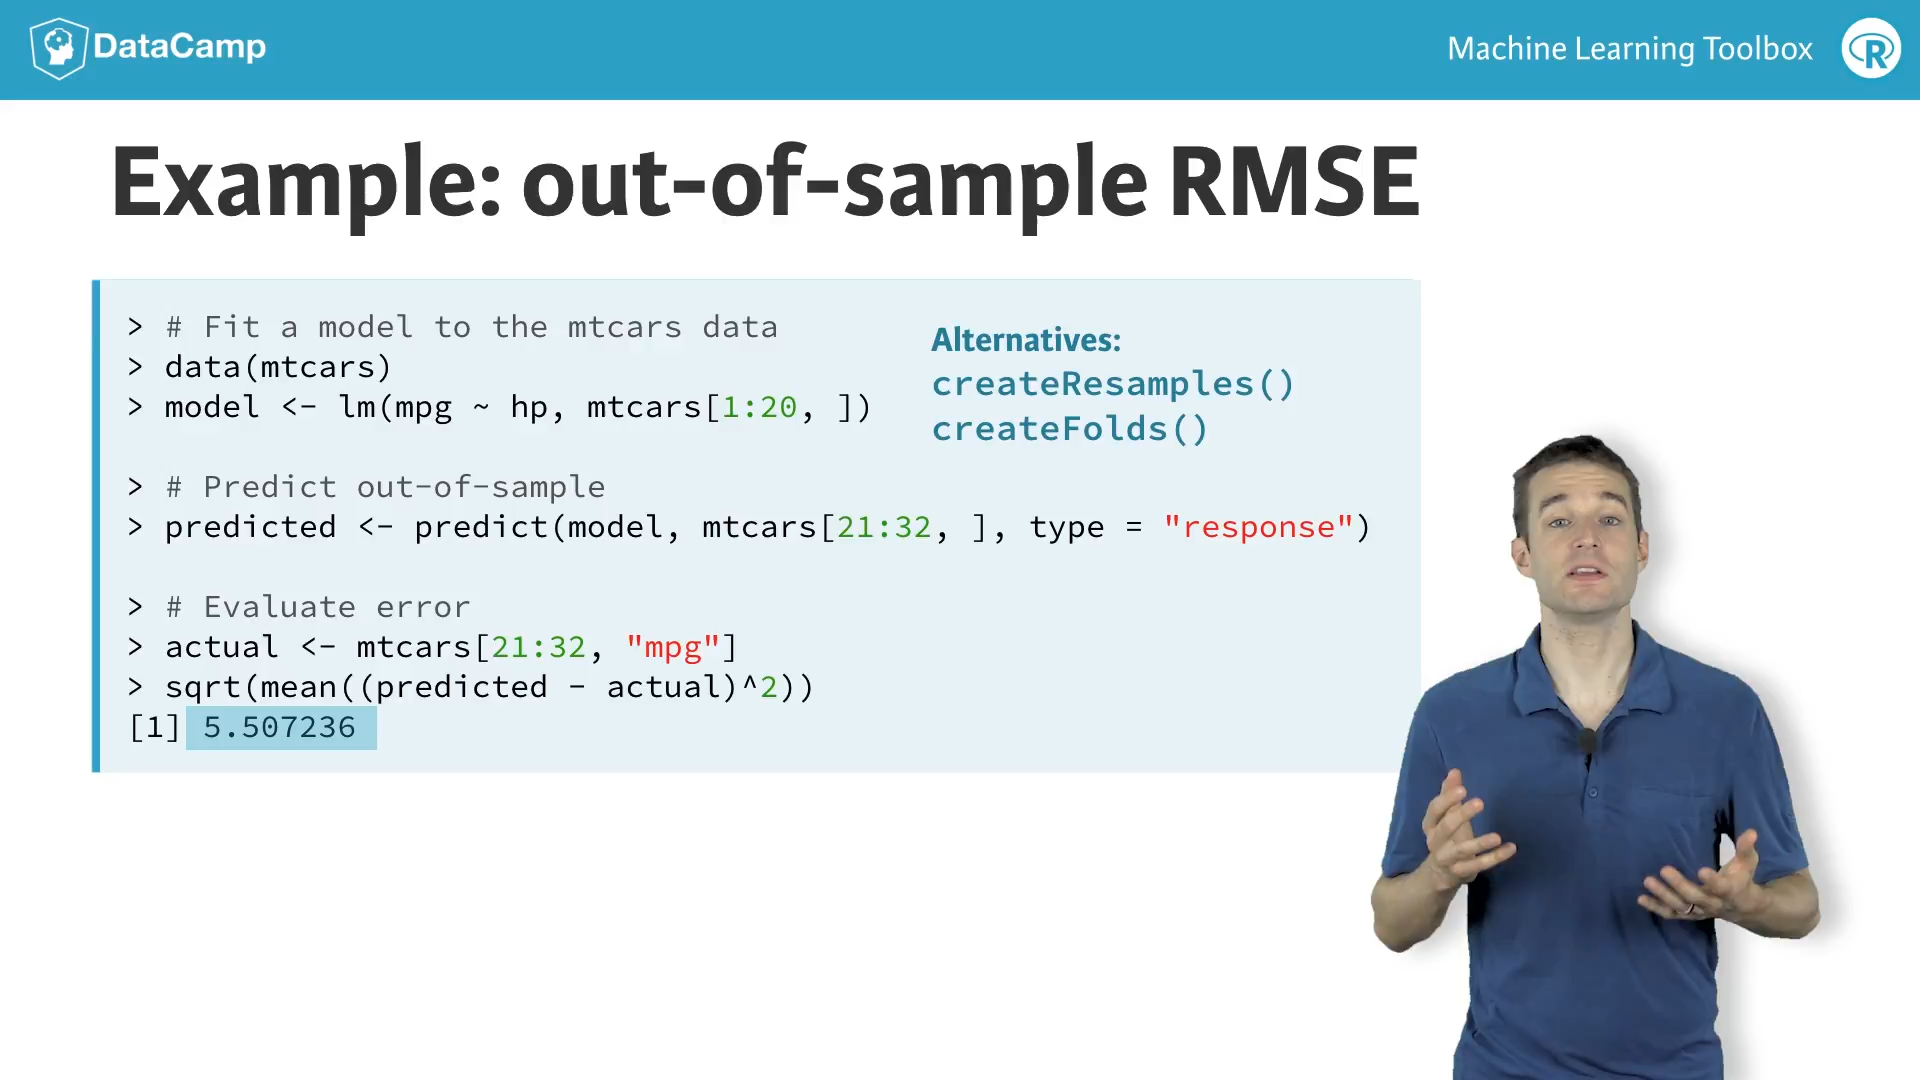 DataCamp
Machine Learning Toolbox
R
Example: out-of-sample RMSE
> # Fit a model to the mtcars data
> data(mtcars)
> model <- lm(mpg ~ hp, mtcars[1:20, ])
Alternatives:
createResamples()
createFolds()
> # Predict out-of-sample
> predicted <- predict(model, mtcars[21:32, ], type = "response")
> # Evaluate error
> actual <- mtcars[21:32, "mpg"]
> sqrt(mean((predicted - actual)^2))
[1] 5.507236